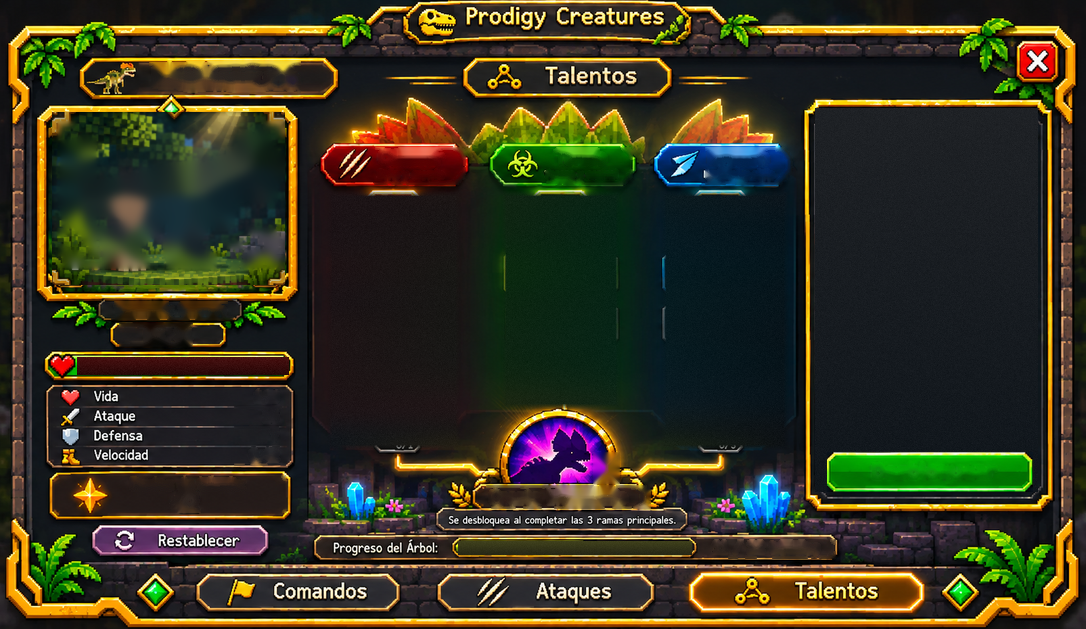 Prodigy Creatures
Talentos
Vida
Ataque
Defensa
Velocidad
Restablecer
Se desbloquea al completar las 3 ramas principales.
Progreso del Árbol:
Comandos
Ataques
Talentos